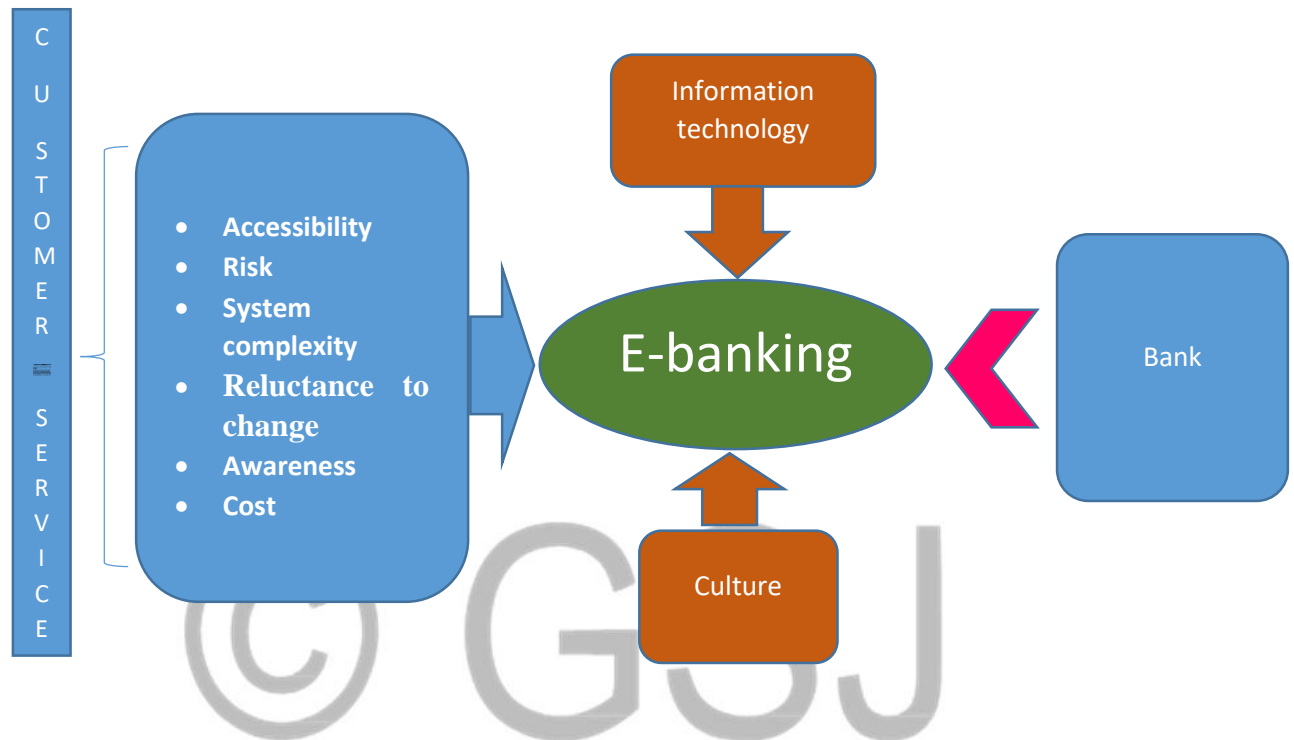 C
U
S
T
O
M
E
R
S
E
R
V
I
C
E
• Accessibility
• Risk
• System
complexity
• Reluctance to
change
• Awareness
• Cost
Information
technology
E-banking
Culture
Bank
© GSJ